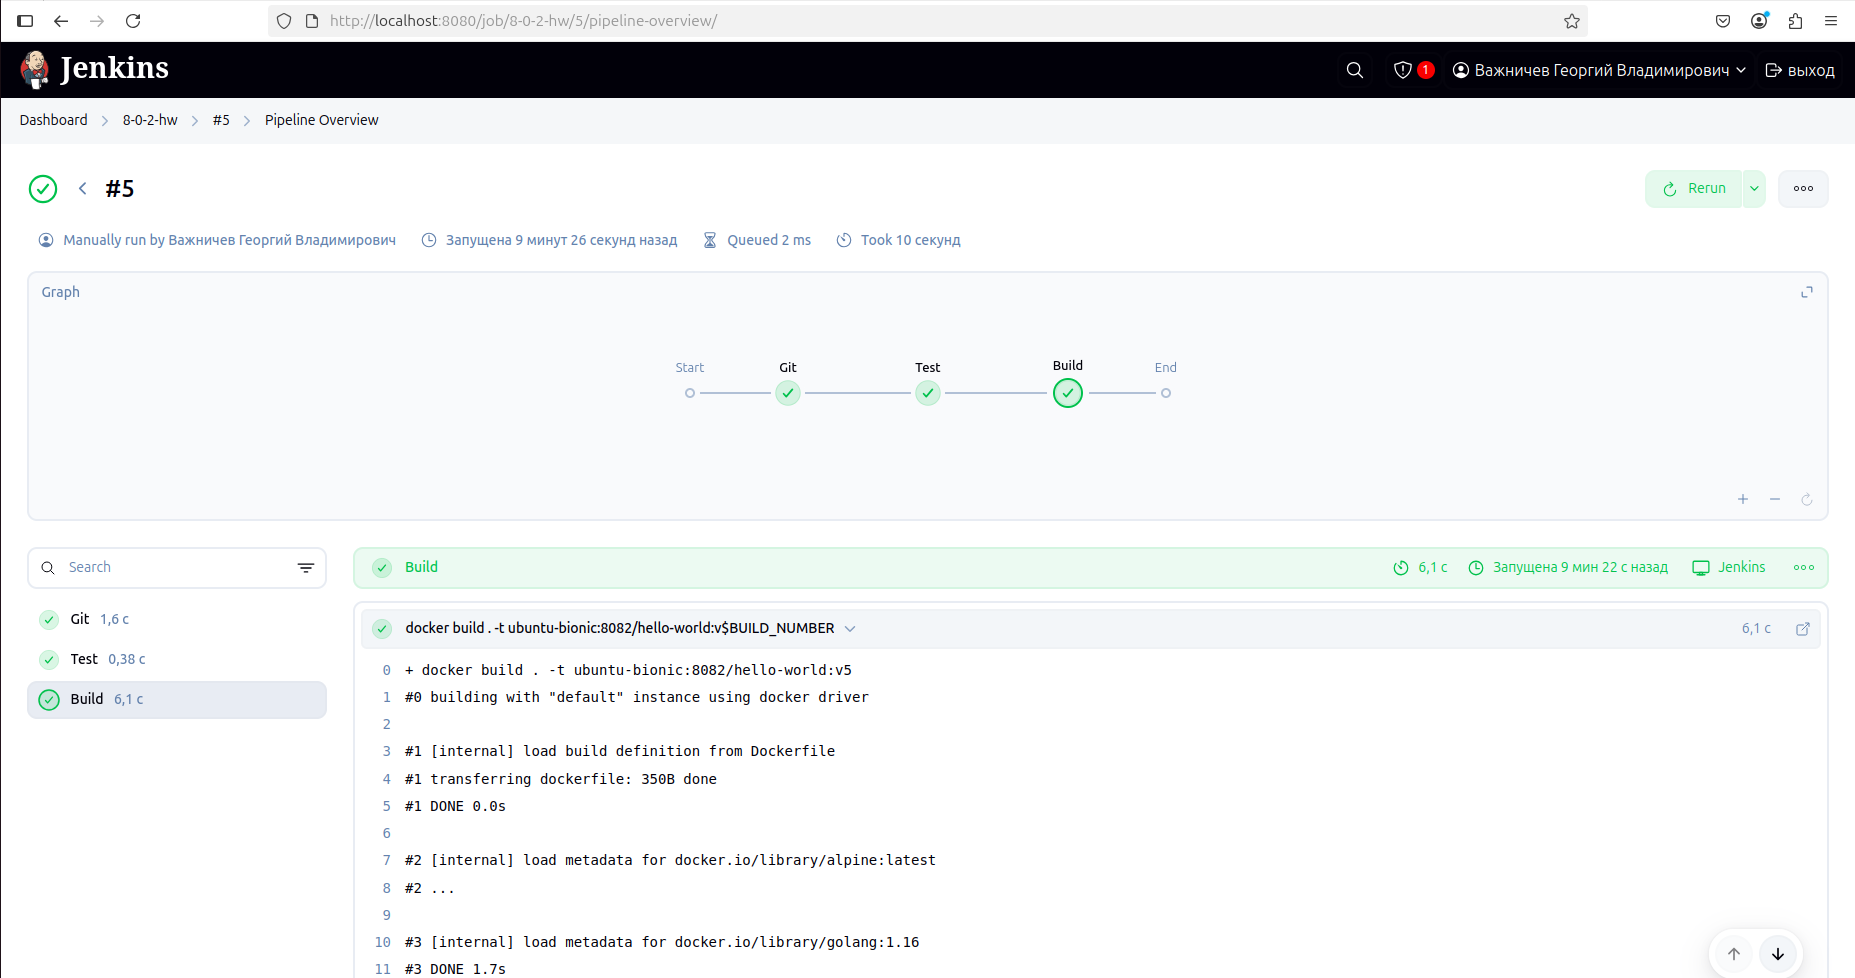 http://localhost:8080/job/8-0-2-hw/5/pipeline-overview/
Jenkins
1
Важничев Георгий Владимирович
выход
Dashboard
8-0-2-hw
#5
Pipeline Overview
#5
Rerun
Manually run by Важничев Георгий Владимирович
Запущена 9 минут 26 секунд назад
Queued 2 ms
Took 10 секунд
Graph
Start
Git
Test
Build
End
Search
Git 1,6 с
Test 0,38 с
Build 6,1 с
Build
6,1 с
Запущена 9 мин 22 с назад
Jenkins
docker build . -t ubuntu-bionic:8082/hello-world:v$BUILD_NUMBER
6,1 с
0 + docker build . -t ubuntu-bionic:8082/hello-world:v5
1 #0 building with "default" instance using docker driver
2
3 #1 [internal] load build definition from Dockerfile
4 #1 transferring dockerfile: 350B done
5 #1 DONE 0.0s
6
7 #2 [internal] load metadata for docker.io/library/alpine:latest
8 #2 ...
9
10 #3 [internal] load metadata for docker.io/library/golang:1.16
11 #3 DONE 1.7s